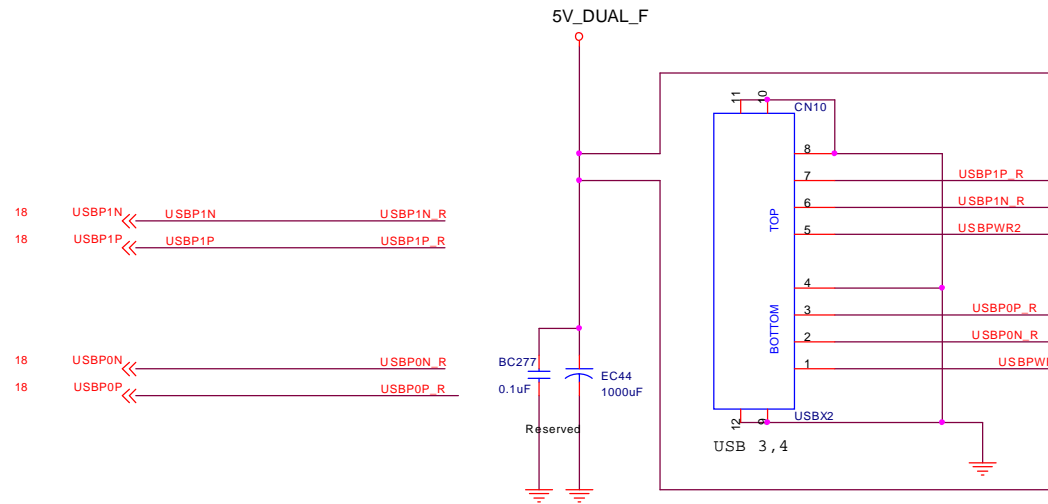 5V_DUAL_F
11
10
CN10
8
7
USBP1P_R
6
USBP1N_R
5
USBPWR2
TOP
4
3
USBP0P_R
2
USBP0N_R
1
BOTTOM
12
9
USBX2
USB 3,4
18
USBP1N
USBP1N
USBP1N_R
18
USBP1P
USBP1P
USBP1P_R
18
USBP0N
USBP0N_R
18
USBP0P
USBP0P_R
BC277
0.1uF
EC44
1000uF
Reserved